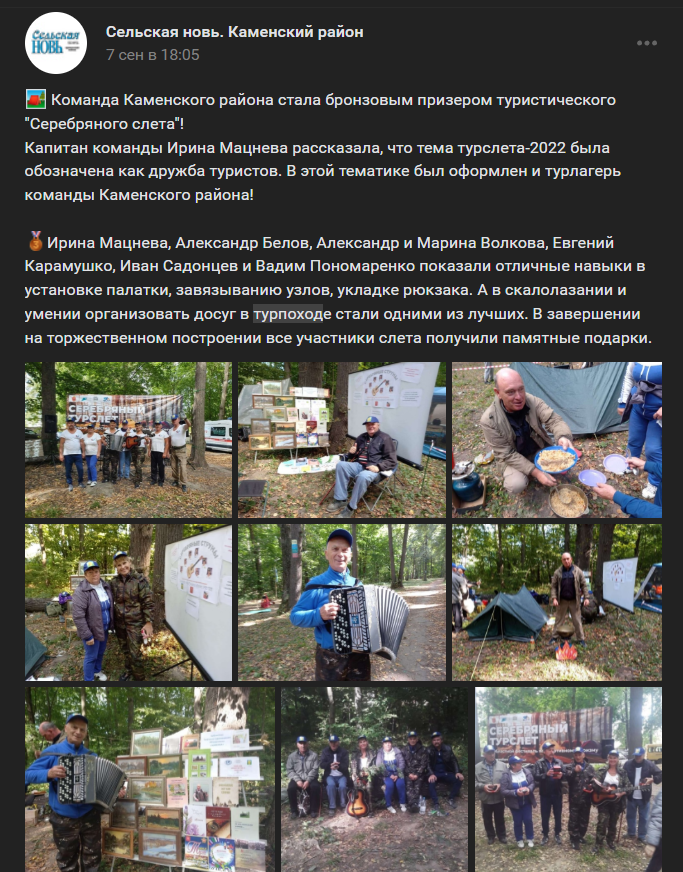 Сельская
НОВЬ
Сельская новь. Каменский район
7 сен в 18:05
Команда Каменского района стала бронзовым призером туристического
"Серебряного слета"!
Капитан команды Ирина Мацнева рассказала, что тема турслета-2022 была
обозначена как дружба туристов. В этой тематике был оформлен и турлагерь
команды Каменского района!
Ирина Мацнева, Александр Белов, Александр и Марина Волкова, Евгений
Карамушко, Иван Садонцев и Вадим Пономаренко показали отличные навыки в
установке палатки, завязыванию узлов, укладке рюкзака. А в скалолазании и
умении организовать досуг в турпоходе стали одними из лучших. В завершении
на торжественном построении все участники слета получили памятные подарки.
СЕРЕБРЯНЫЙ
ТУРСЛЕТ
СЕРЕБРЯНЫЙ
ТУРСЛЕТ